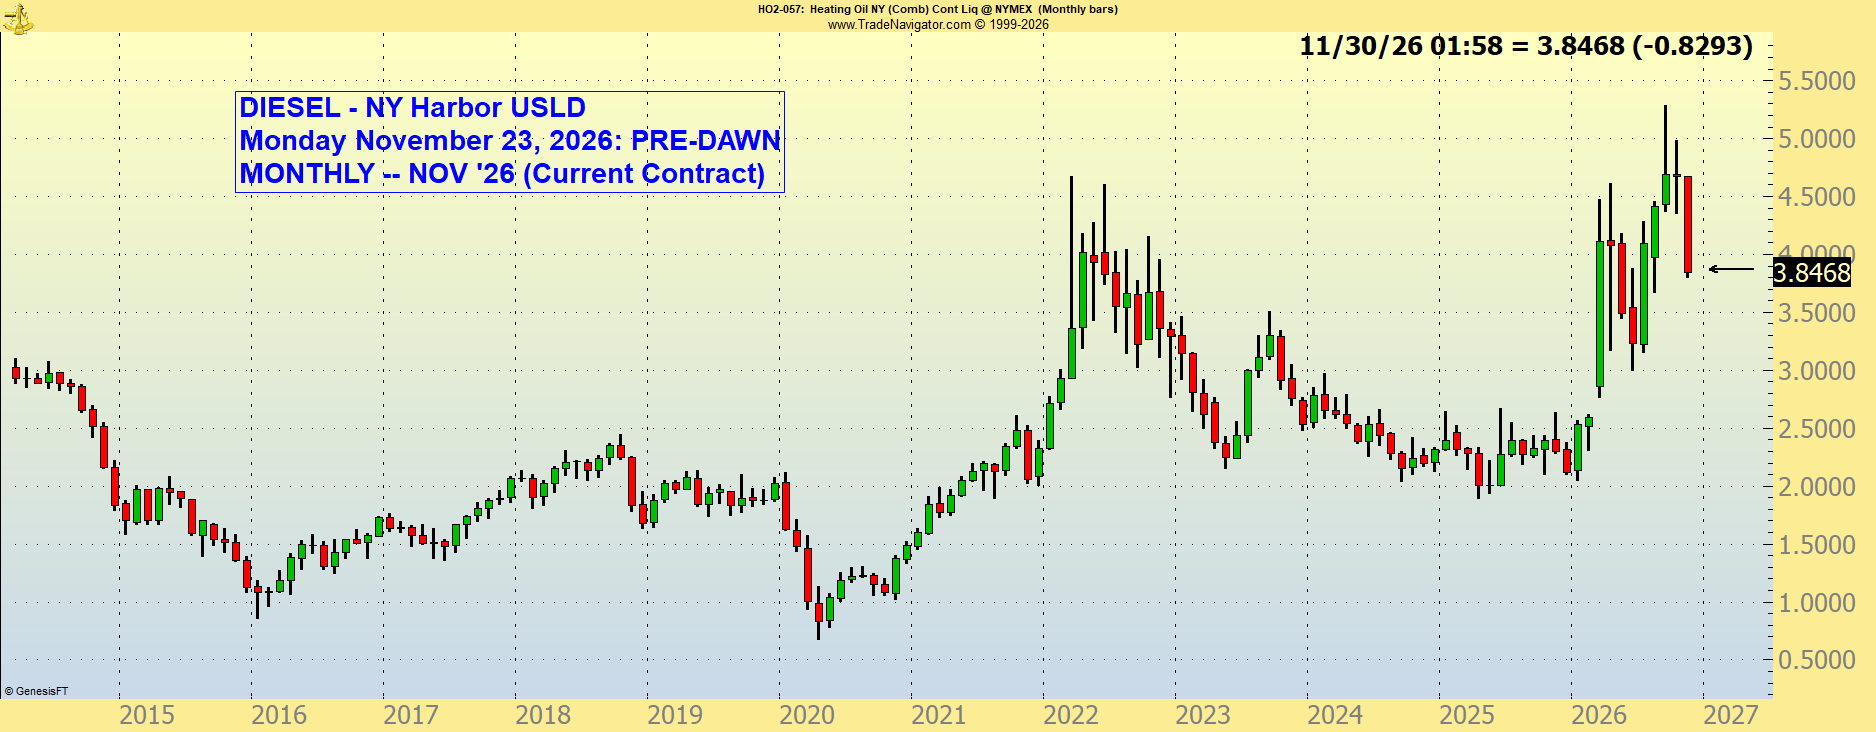 HO2-057: Heating Oil NY (Comb) Cont Liq @ NYMEX (Monthly bars)
www.TradeNavigator.com © 1999-2026
11/30/26 01:58 = 3.8468 (-0.8293)
DIESEL - NY Harbor USLD
Monday November 23, 2026: PRE-DAWN
MONTHLY -- NOV '26 (Current Contract)
5.5000
5.0000
4.5000
4.0000
3.8468
3.5000
3.0000
2.5000
2.0000
1.5000
1.0000
0.5000
© GenesisFT
2015 2016 2017 2018 2019 2020 2021 2022 2023 2024 2025 2026 2027